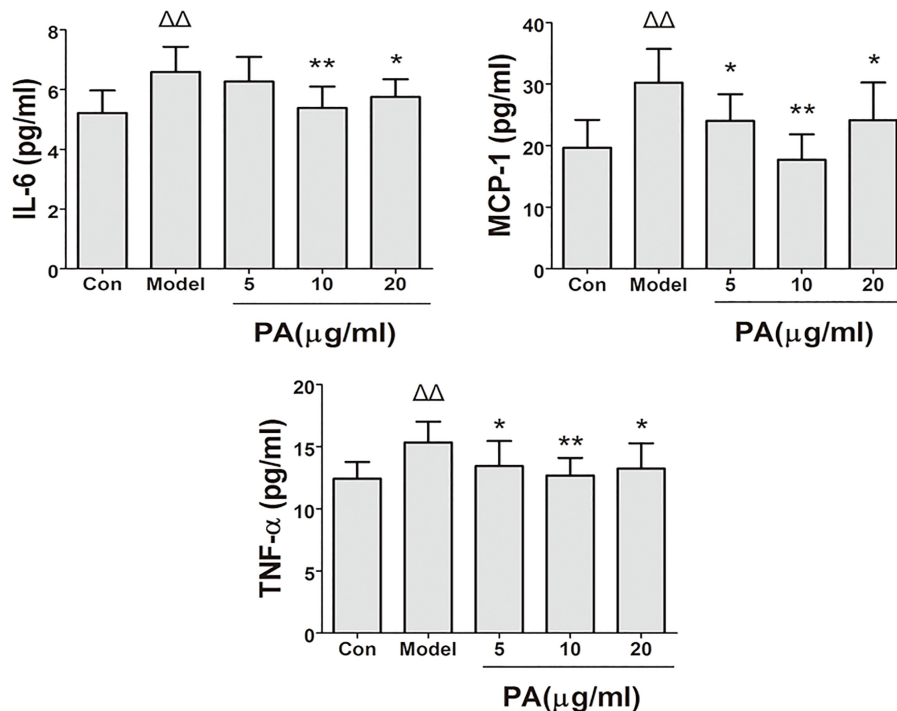 IL-6 (pg/ml)
8
6
4
2
0
ΔΔ
**
*
Con Model 5 10 20
PA(μg/ml)
MCP-1 (pg/ml)
40
30
20
10
0
ΔΔ
*
**
*
Con Model 5 10 20
PA(μg/ml)
TNF-α (pg/ml)
20
15
10
5
0
ΔΔ
*
**
*
Con Model 5 10 20
PA(μg/ml)